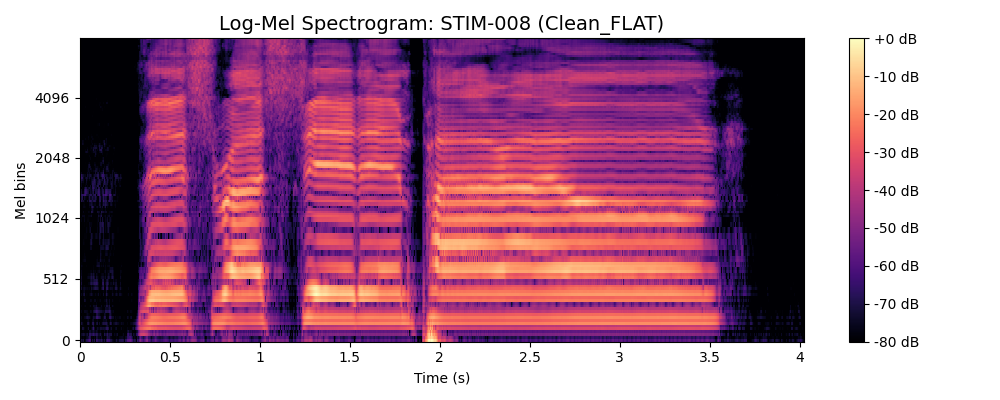 Log-Mel Spectrogram: STIM-008 (Clean_FLAT)
Mel bins
4096
2048
1024
512
0
0 0.5 1 1.5 2 2.5 3 3.5 4
Time (s)
+0 dB
-10 dB
-20 dB
-30 dB
-40 dB
-50 dB
-60 dB
-70 dB
-80 dB